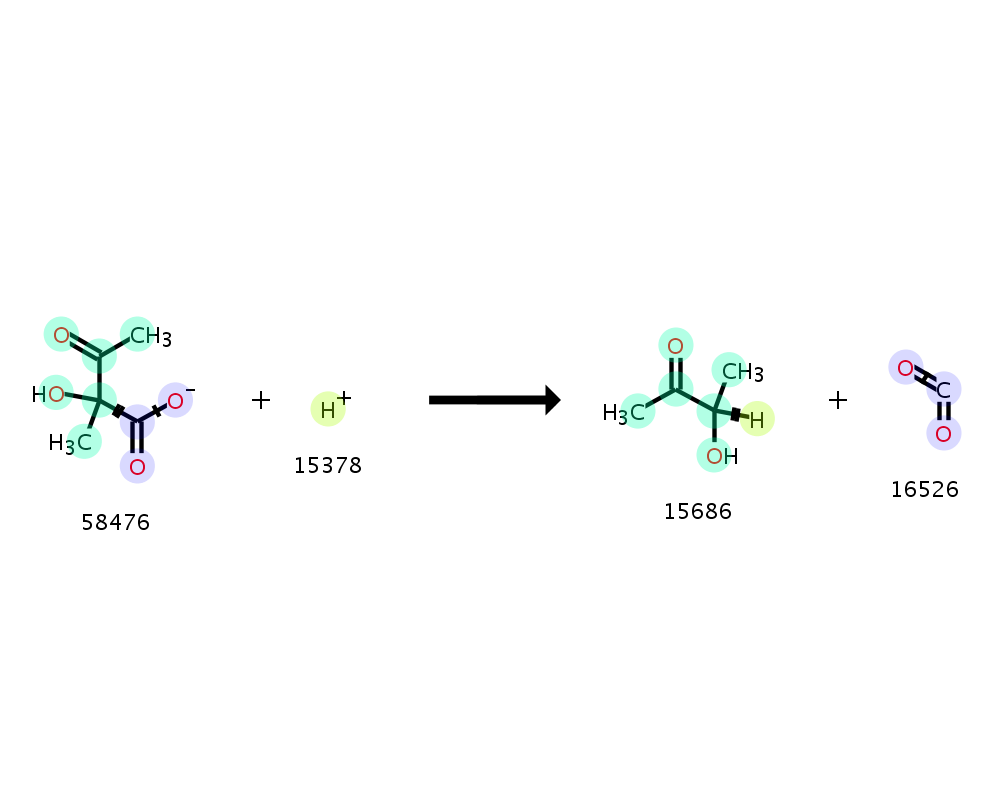 O CH3
HO O-
H3C
O
58476
+
H+
15378
O
CH3
H3C H
OH
15686
+
O
C
O
16526